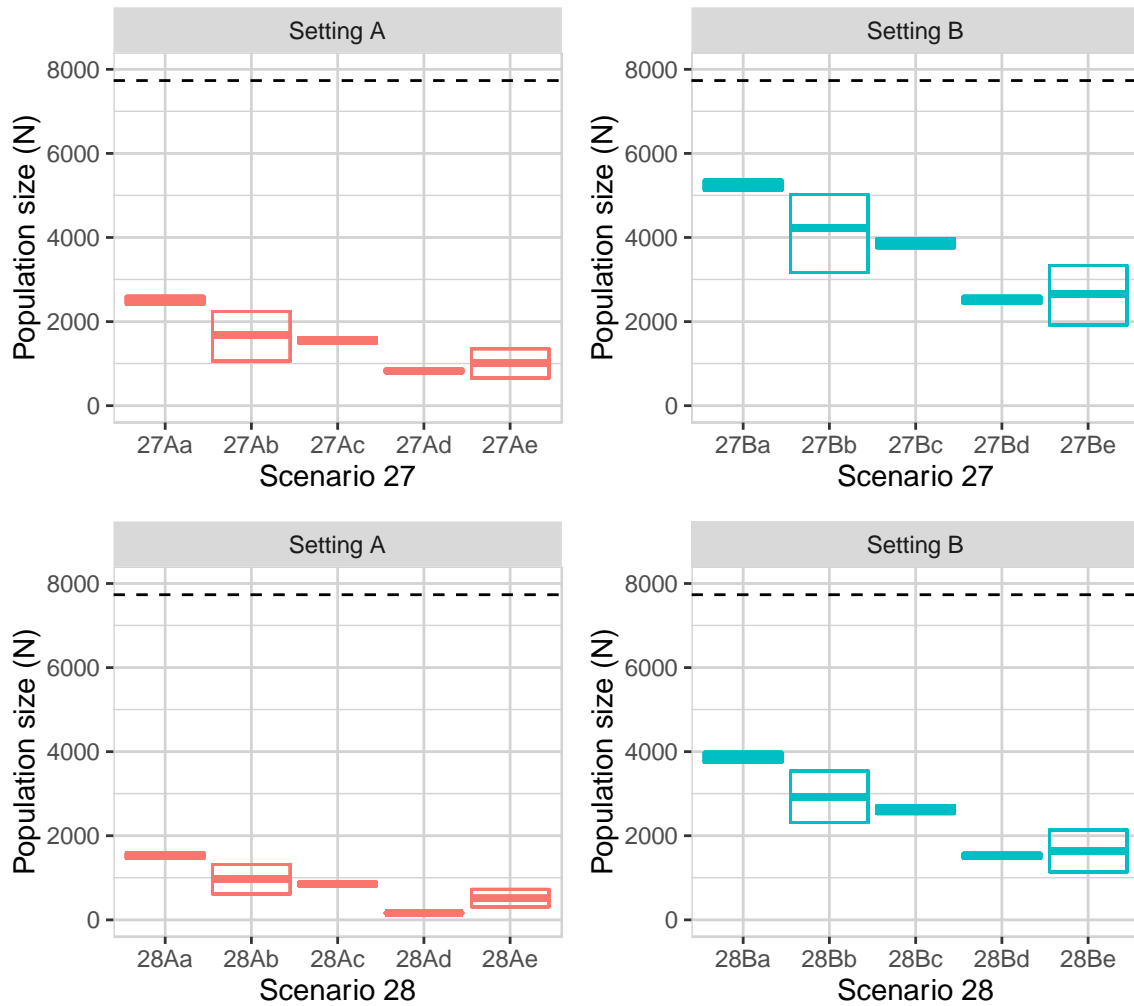 Setting A
Setting B
Population size (N)
8000
6000
4000
2000
0
27Aa 27Ab 27Ac 27Ad 27Ae
Scenario 27
Population size (N)
8000
6000
4000
2000
0
27Ba 27Bb 27Bc 27Bd 27Be
Scenario 27
Setting A
Setting B
Population size (N)
8000
6000
4000
2000
0
28Aa 28Ab 28Ac 28Ad 28Ae
Scenario 28
Population size (N)
8000
6000
4000
2000
0
28Ba 28Bb 28Bc 28Bd 28Be
Scenario 28